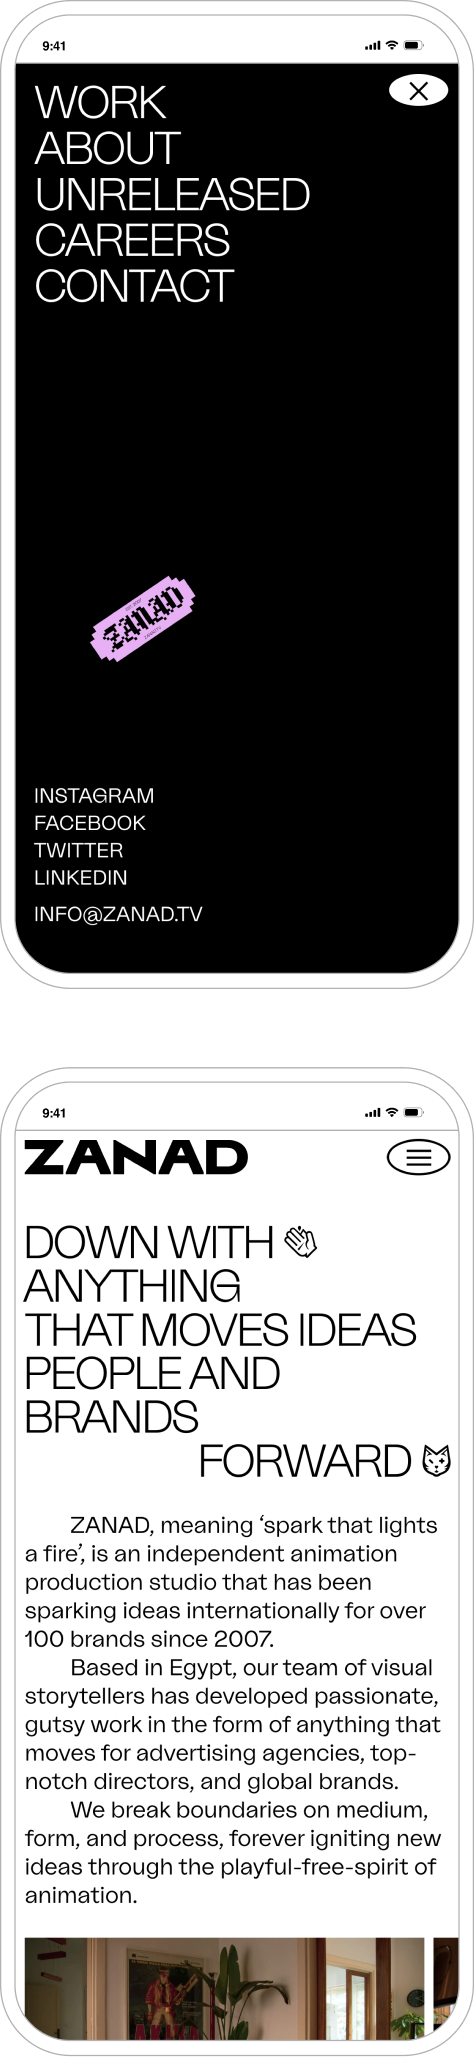 9:41
WORK
ABOUT
UNRELEASED
CAREERS
CONTACT
ZANAD
INSTAGRAM
FACEBOOK
TWITTER
LINKEDIN
INFO@ZANAD.TV
9:41
ZANAD
DOWN WITH
ANYTHING
THAT MOVES IDEAS
PEOPLE AND
BRANDS
FORWARD
ZANAD, meaning ‘spark that lights
a fire’, is an independent animation
production studio that has been
sparking ideas internationally for over
100 brands since 2007.
Based in Egypt, our team of visual
storytellers has developed passionate,
gutsy work in the form of anything that
moves for advertising agencies, top-
notch directors, and global brands.
We break boundaries on medium,
form, and process, forever igniting new
ideas through the playful-free-spirit of
animation.